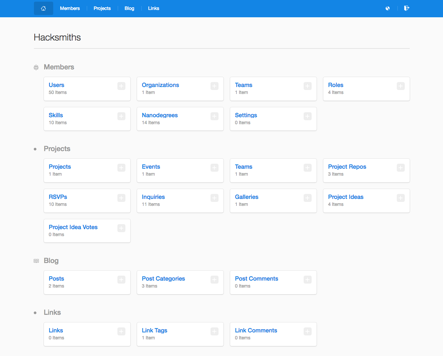 Members Projects Blog Links
Hacksmiths
Members
Users Organizations Teams Roles
50 Items 1 Item 1 Item 4 Items
Skills Nanodegrees Settings
10 Items 14 Items 0 Items
Projects
Projects Events Teams Project Repos
1 Item 1 Item 1 Item 3 Items
RSVPs Inquiries Galleries Project Ideas
10 Items 11 Items 1 Item 4 Items
Project Idea Votes
0 Items
Blog
Posts Post Categories Post Comments
2 Items 5 Items 0 Items
Links
Links Link Tags Link Comments
0 Items 1 Item 0 Items